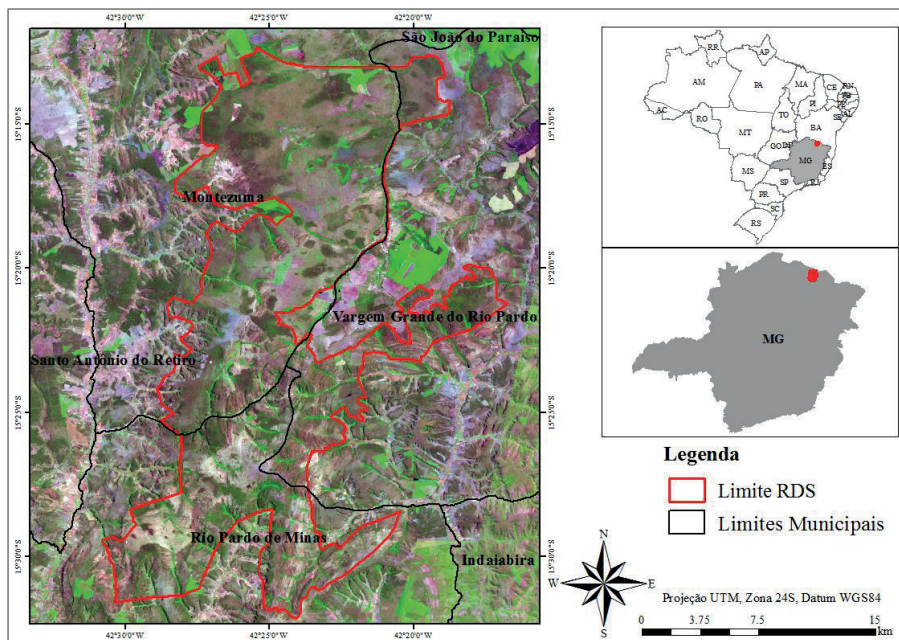 42°30'0"W 42°25'0"W 42°20'0"W
São João do Paraíso
15°15'0"S 15°15'0"S
Montezuma
15°20'0"S 15°20'0"S
Vargem Grande do Rio Pardo
Santo Antônio do Retiro
15°25'0"S 15°25'0"S
Rio Pardo de Minas
Indaiabira
15°30'0"S 15°30'0"S
42°30'0"W 42°25'0"W 42°20'0"W
RR
AP
AM
PA
MA
CE
RN
PI
AC
TO
SE
AL
RO
BA
MT
GO
DF
MG
ES
MS
SP
RJ
PR
SC
RS
MG
Legenda
Limite RDS
Limites Municipais
N
W E
S
Projeção UTM, Zona 24S, Datum WGS84
0 3.75 7.5 15
km